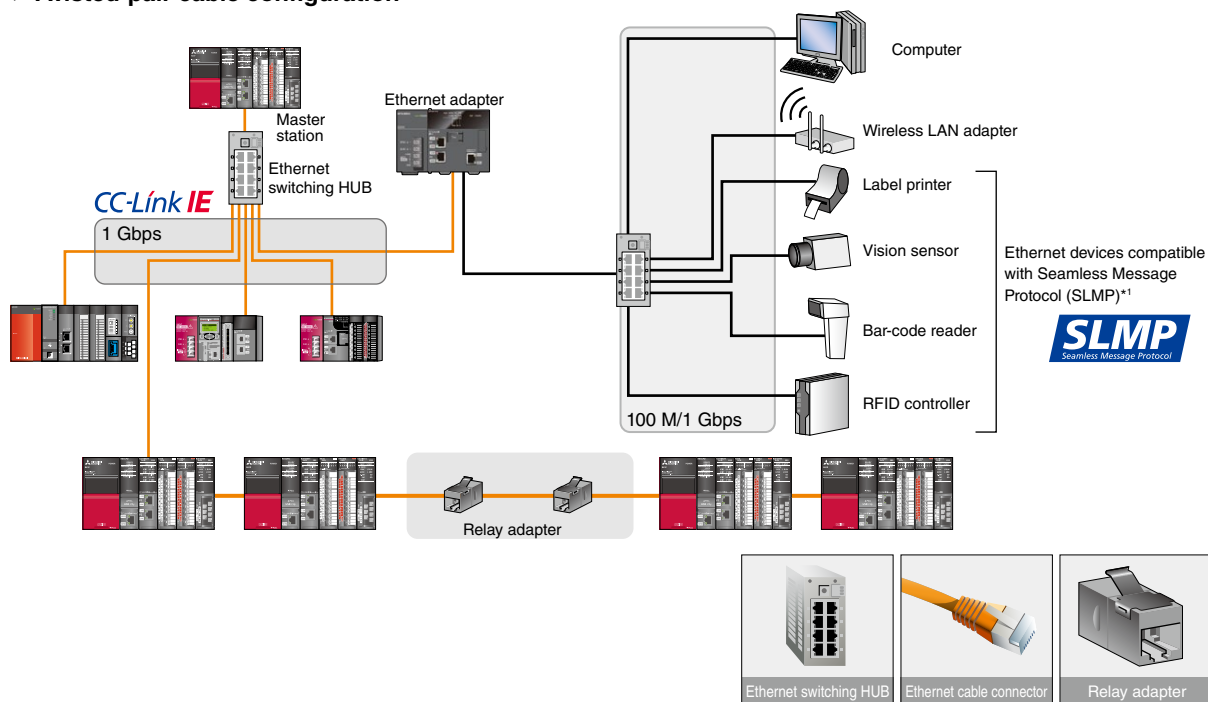 Twisted pair cable configuration
Master
station
Ethernet
switching HUB
Ethernet adapter
CC-Link IE
1 Gbps
Computer
Wireless LAN adapter
Label printer
Vision sensor
Bar-code reader
RFID controller
100 M/1 Gbps
Ethernet devices compatible
with Seamless Message
Protocol (SLMP)*1
SLMP
Seamless Message Protocol
Relay adapter
Ethernet switching HUB
Ethernet cable connector
Relay adapter